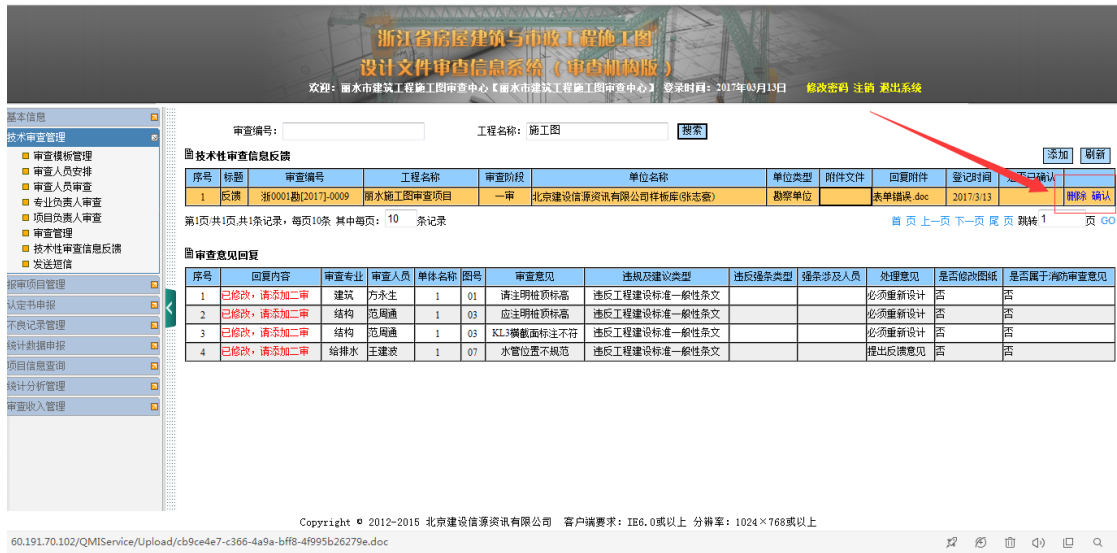 浙江省房屋建筑与市政工程施工图
设计文件审查信息系统(审查机构版)
欢迎: 丽水市建筑工程施工图审查中心【丽水市建筑工程施工图审查中心】 登录时间: 2017年03月13日 修改密码 注销 退出系统
基本信息
技术审查管理
审查模板管理
审查人员安排
审查人员审查
专业负责人审查
项目负责人审查
审查管理
技术性审查信息反馈
发送短信
报审项目管理
认定书申报
不良记录管理
统计数据申报
项目信息查询
统计分析管理
审查收入管理
审查编号: 工程名称: 施工图 搜索
技术性审查信息反馈 添加 刷新
序号 标题 审查编号 工程名称 审查阶段 单位名称 单位类型 附件文件 回复附件 登记时间 是否已确认
1 反馈 浙0001勘[2017]-0009 丽水施工图审查项目 一审 北京建设信源资讯有限公司样板库(张志豪) 勘察单位 表单错误.doc 2017/3/13 删除 确认
第1页/共1页,共1条记录, 每页10条 其中每页: 10 条记录 首 页 上一页 下一页 尾 页 跳转 1 页 GO
审查意见回复
序号 回复内容 审查专业 审查人员 单体名称 图号 审查意见 违规及建议类型 违反强条类型 强条涉及人员 处理意见 是否修改图纸 是否属于消防审查意见
1 已修改, 请添加二审 建筑 方永生 1 01 请注明桩顶标高 违反工程建设标准一般性条文 必须重新设计 否 否
2 已修改, 请添加二审 结构 范周通 1 03 应注明桩顶标高 违反工程建设标准一般性条文 必须重新设计 否 否
3 已修改, 请添加二审 结构 范周通 1 03 KL3横截面标注不符 违反工程建设标准一般性条文 必须重新设计 否 否
4 已修改, 请添加二审 给排水 王建波 1 07 水管位置不规范 违反工程建设标准一般性条文 提出反馈意见 否 否
Copyright © 2012-2015 北京建设信源资讯有限公司 客户端要求: IE6.0或以上 分辨率: 1024×768或以上
60.191.70.102/QMIService/Upload/cb9ce4e7-c366-4a9a-bff8-4f995b26279e.doc